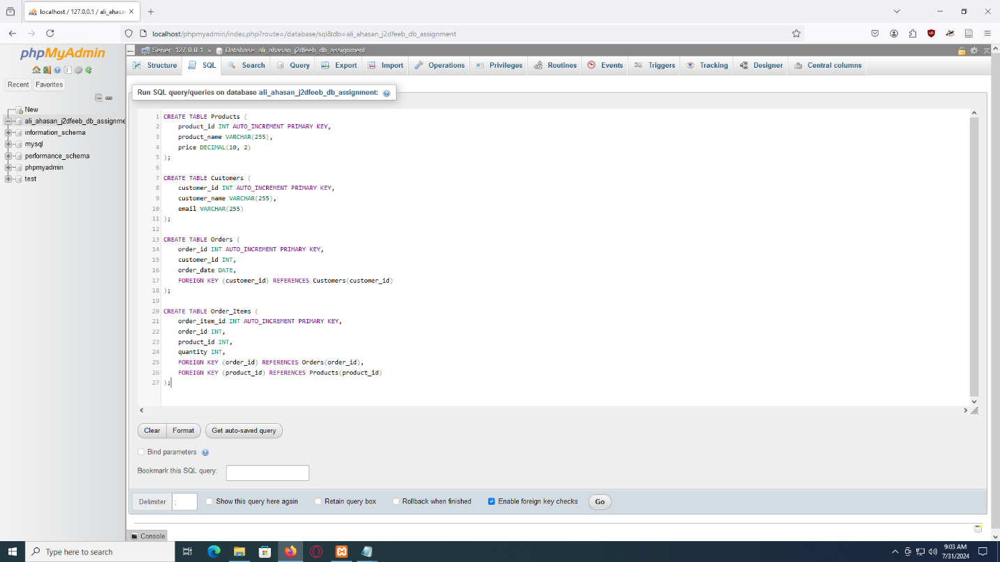 localhost / 127.0.0.1 / ali_ahasan
localhost/phpmyadmin/index.php?route=/database/sql&db=ali_ahasan_j2dfeeb_db_assignment
phpMyAdmin
Recent
Favorites
New
ali_ahasan_j2dfeeb_db_assignme
information_schema
mysql
performance_schema
phpmyadmin
test
Server: 127.0.0.1 » Database: ali_ahasan_j2dfeeb_db_assignment
Structure SQL Search Query Export Import Operations Privileges Routines Events Triggers Tracking Designer Central columns
Run SQL query/queries on database ali_ahasan_j2dfeeb_db_assignment:
1 CREATE TABLE Products (
2 product_id INT AUTO_INCREMENT PRIMARY KEY,
3 product_name VARCHAR(255),
4 price DECIMAL(10, 2)
5 );
6
7 CREATE TABLE Customers (
8 customer_id INT AUTO_INCREMENT PRIMARY KEY,
9 customer_name VARCHAR(255),
10 email VARCHAR(255)
11 );
12
13 CREATE TABLE Orders (
14 order_id INT AUTO_INCREMENT PRIMARY KEY,
15 customer_id INT,
16 order_date DATE,
17 FOREIGN KEY (customer_id) REFERENCES Customers(customer_id)
18 );
19
20 CREATE TABLE Order_Items (
21 order_item_id INT AUTO_INCREMENT PRIMARY KEY,
22 order_id INT,
23 product_id INT,
24 quantity INT,
25 FOREIGN KEY (order_id) REFERENCES Orders(order_id),
26 FOREIGN KEY (product_id) REFERENCES Products(product_id)
27 );
Clear Format Get auto-saved query
Bind parameters
Bookmark this SQL query:
Delimiter ; Show this query here again Retain query box Rollback when finished Enable foreign key checks Go
Console
Type here to search
9:03 AM
7/31/2024